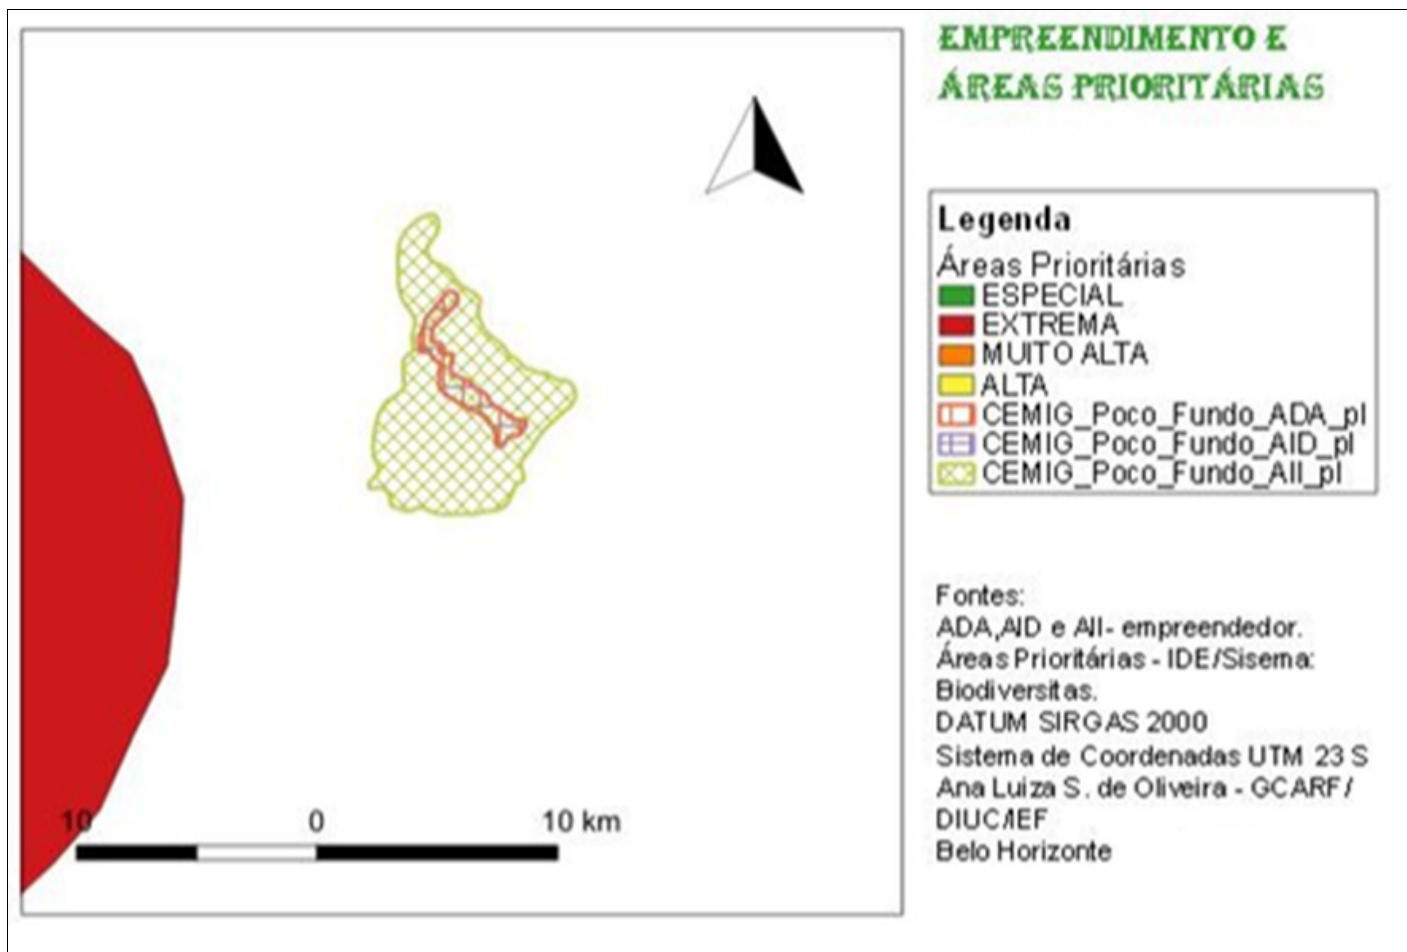 EMPREENDIMENTO E
ÁREAS PRIORITÁRIAS
Legenda
Áreas Prioritárias
ESPECIAL
EXTREMA
MUITO ALTA
ALTA
CEMIG_Poco_Fundo_ADA_pl
CEMIG_Poco_Fundo_AID_pl
CEMIG_Poco_Fundo_AII_pl
Fontes:
ADA,AID e AII- empreendedor.
Áreas Prioritárias - IDE/Sisema:
Biodiversitas.
DATUM SIRGAS 2000
Sistema de Coordenadas UTM 23 S
Ana Luiza S. de Oliveira - GCARF/
DIUC/IEF
Belo Horizonte
10 0 10 km